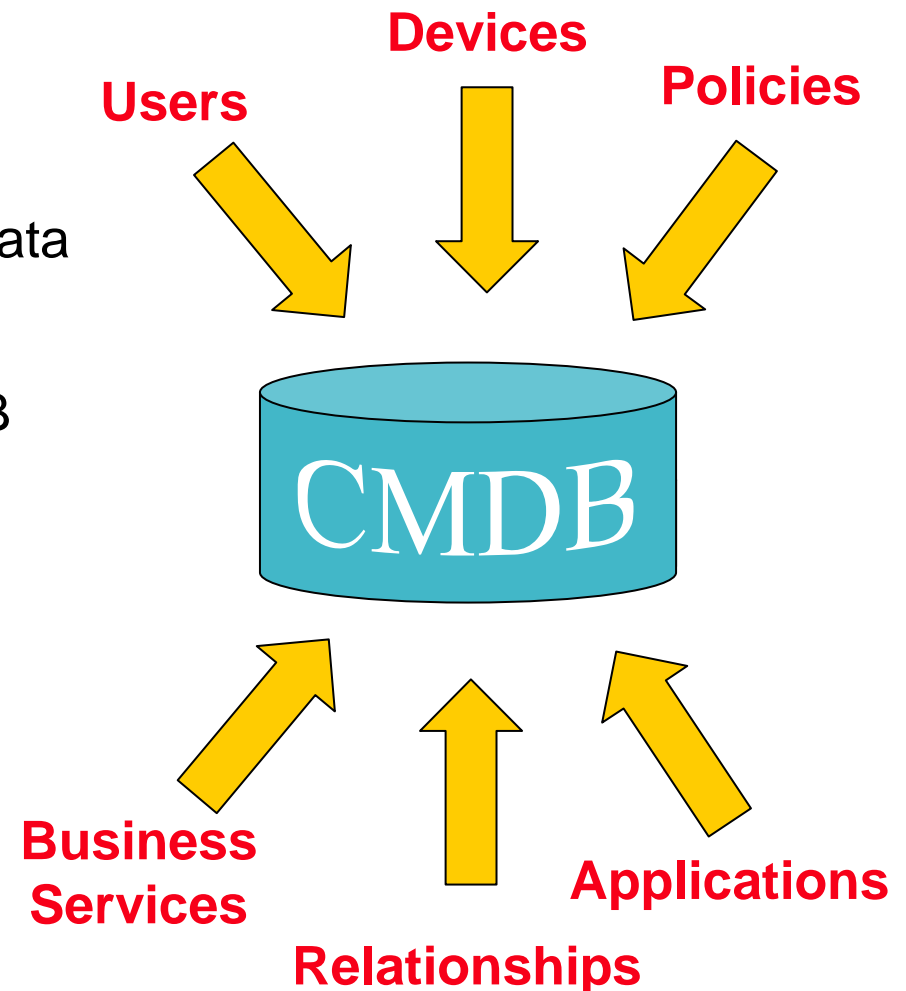 Devices
Users
Policies
ata
B
CMDB
Business
Services
Applications
Relationships